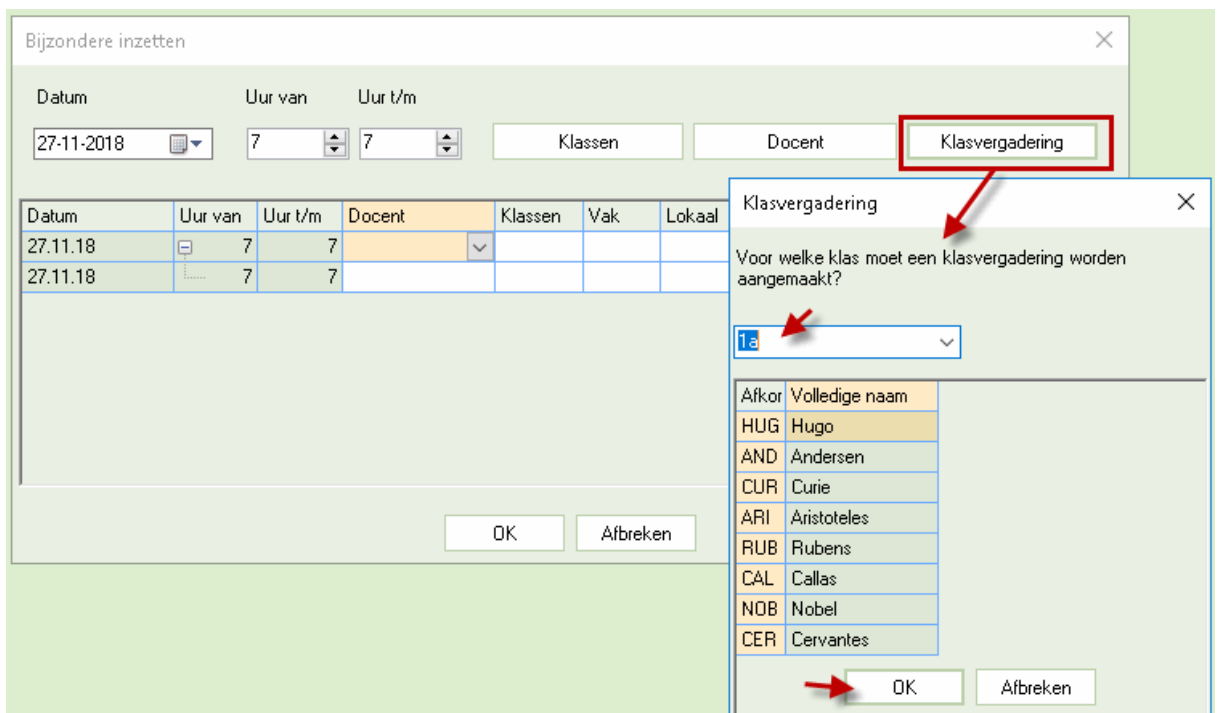 Bijzondere inzetten
Datum Uur van Uur t/m
27-11-2018 7 7 Klassen Docent Klasvergadering
Datum Uur van Uur t/m Docent Klassen Vak Lokaal
27.11.18 7 7
27.11.18 7 7
OK Afbreken
Klasvergadering
Voor welke klas moet een klasvergadering worden
aangemaakt?
1a
Afkor Volledige naam
HUG Hugo
AND Andersen
CUR Curie
ARI Aristoteles
RUB Rubens
CAL Callas
NOB Nobel
CER Cervantes
OK Afbreken